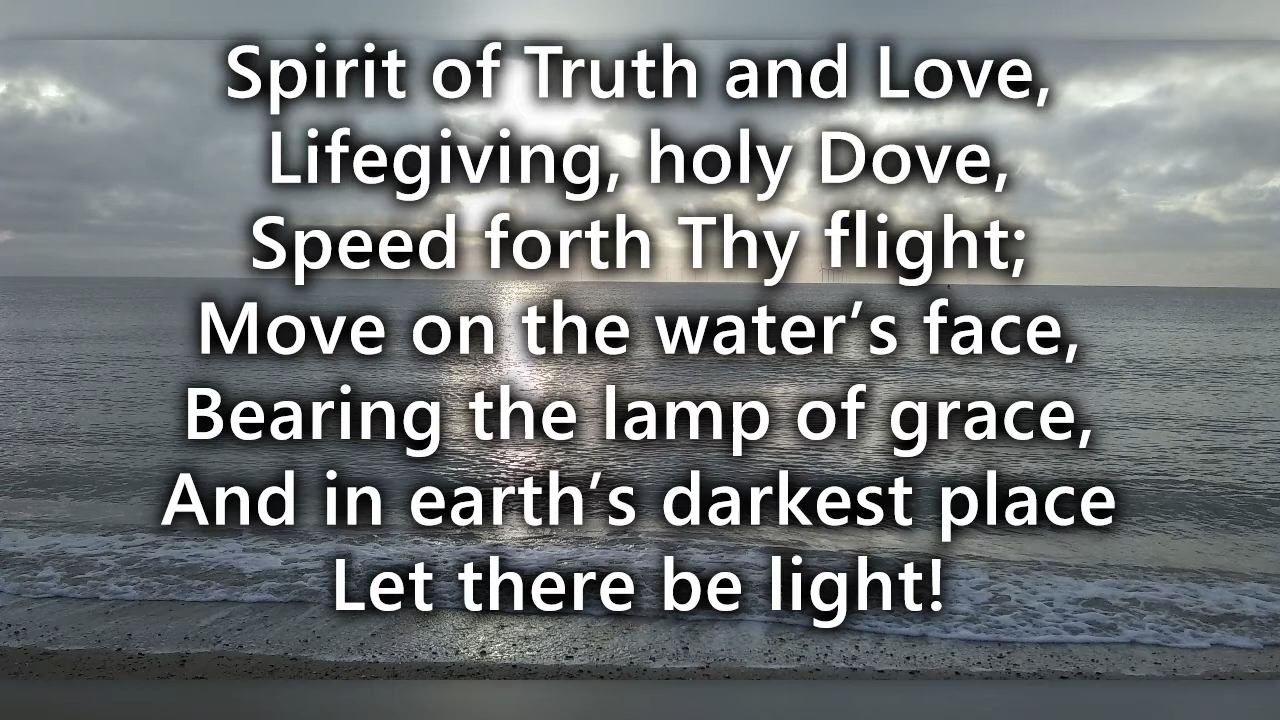 Spirit of Truth and Love,
Lifegiving, holy Dove,
Speed forth Thy flight;
Move on the water’s face,
Bearing the lamp of grace,
And in earth’s darkest place
Let there be light!